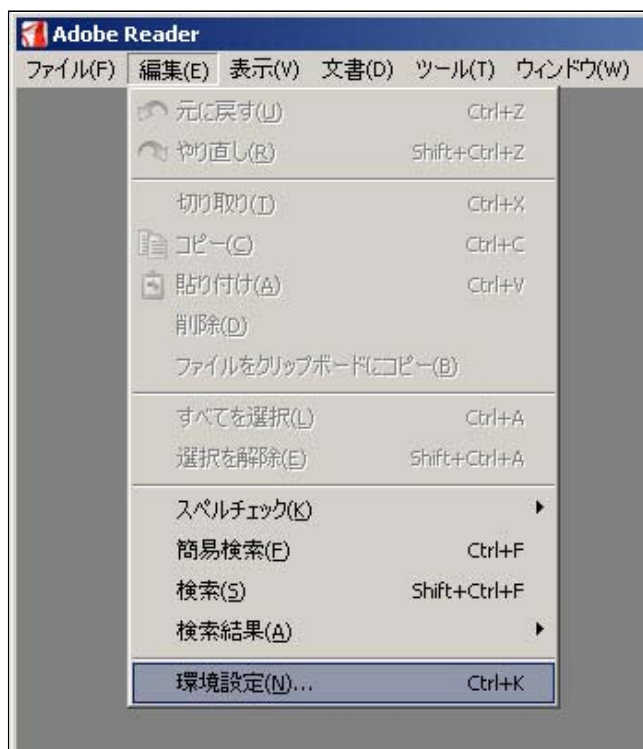 Adobe Reader
ファイル(F) 編集(E) 表示(V) 文書(D) ツール(T) ウィンドウ(W)
元に戻す(U) Ctrl+Z
やり直し(R) Shift+Ctrl+Z
切り取り(T) Ctrl+X
コピー(C) Ctrl+C
貼り付け(A) Ctrl+V
削除(D)
ファイルをクリップボードにコピー(B)
すべてを選択(L) Ctrl+A
選択を解除(E) Shift+Ctrl+A
スペルチェック(K)
簡易検索(F) Ctrl+F
検索(S) Shift+Ctrl+F
検索結果(A)
環境設定(N)... Ctrl+K